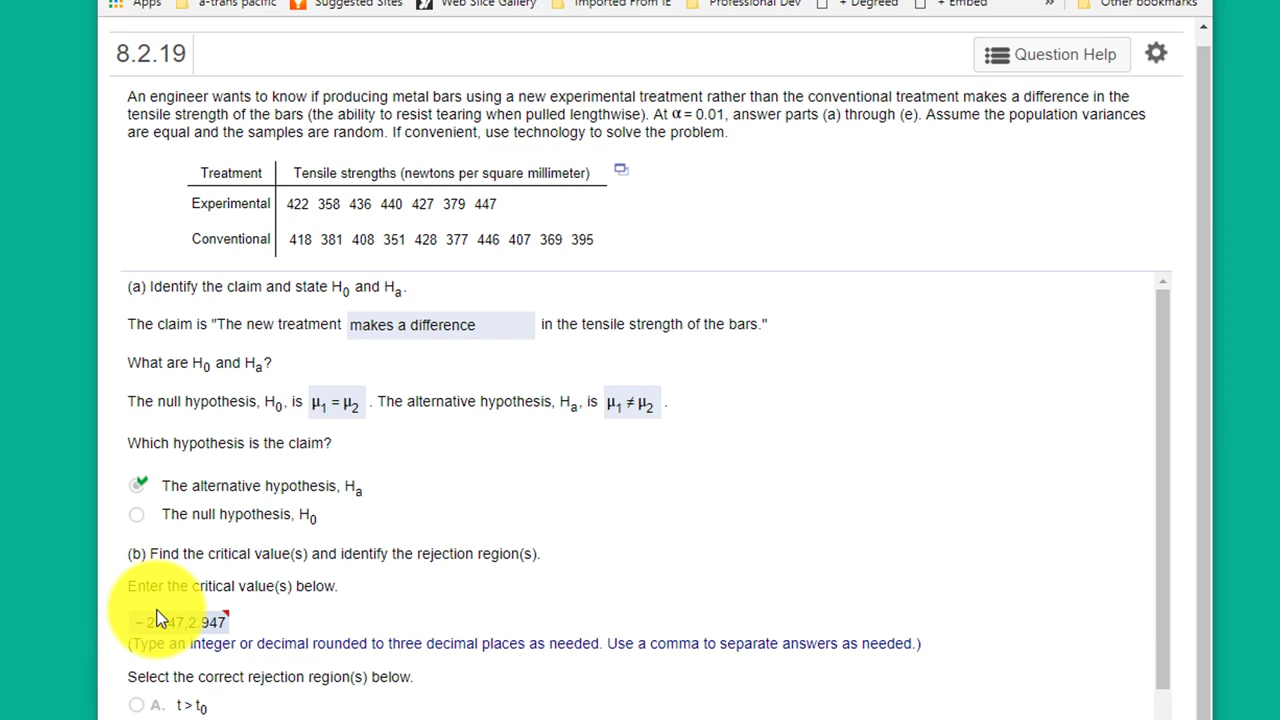 Apps a-trans pacific Suggested Sites Web Slice Gallery Imported From IE Professional Dev + Degreed + Embed » Other bookmarks
8.2.19 Question Help
An engineer wants to know if producing metal bars using a new experimental treatment rather than the conventional treatment makes a difference in the
tensile strength of the bars (the ability to resist tearing when pulled lengthwise). At α = 0.01, answer parts (a) through (e). Assume the population variances
are equal and the samples are random. If convenient, use technology to solve the problem.
Treatment Tensile strengths (newtons per square millimeter)
Experimental 422 358 436 440 427 379 447
Conventional 418 381 408 351 428 377 446 407 369 395
(a) Identify the claim and state H0 and Ha.
The claim is "The new treatment makes a difference in the tensile strength of the bars."
What are H0 and Ha?
The null hypothesis, H0, is μ1 = μ2 . The alternative hypothesis, Ha, is μ1 ≠ μ2 .
Which hypothesis is the claim?
The alternative hypothesis, Ha
The null hypothesis, H0
(b) Find the critical value(s) and identify the rejection region(s).
Enter the critical value(s) below.
2.947
(Type an integer or decimal rounded to three decimal places as needed. Use a comma to separate answers as needed.)
Select the correct rejection region(s) below.
A. t > t0